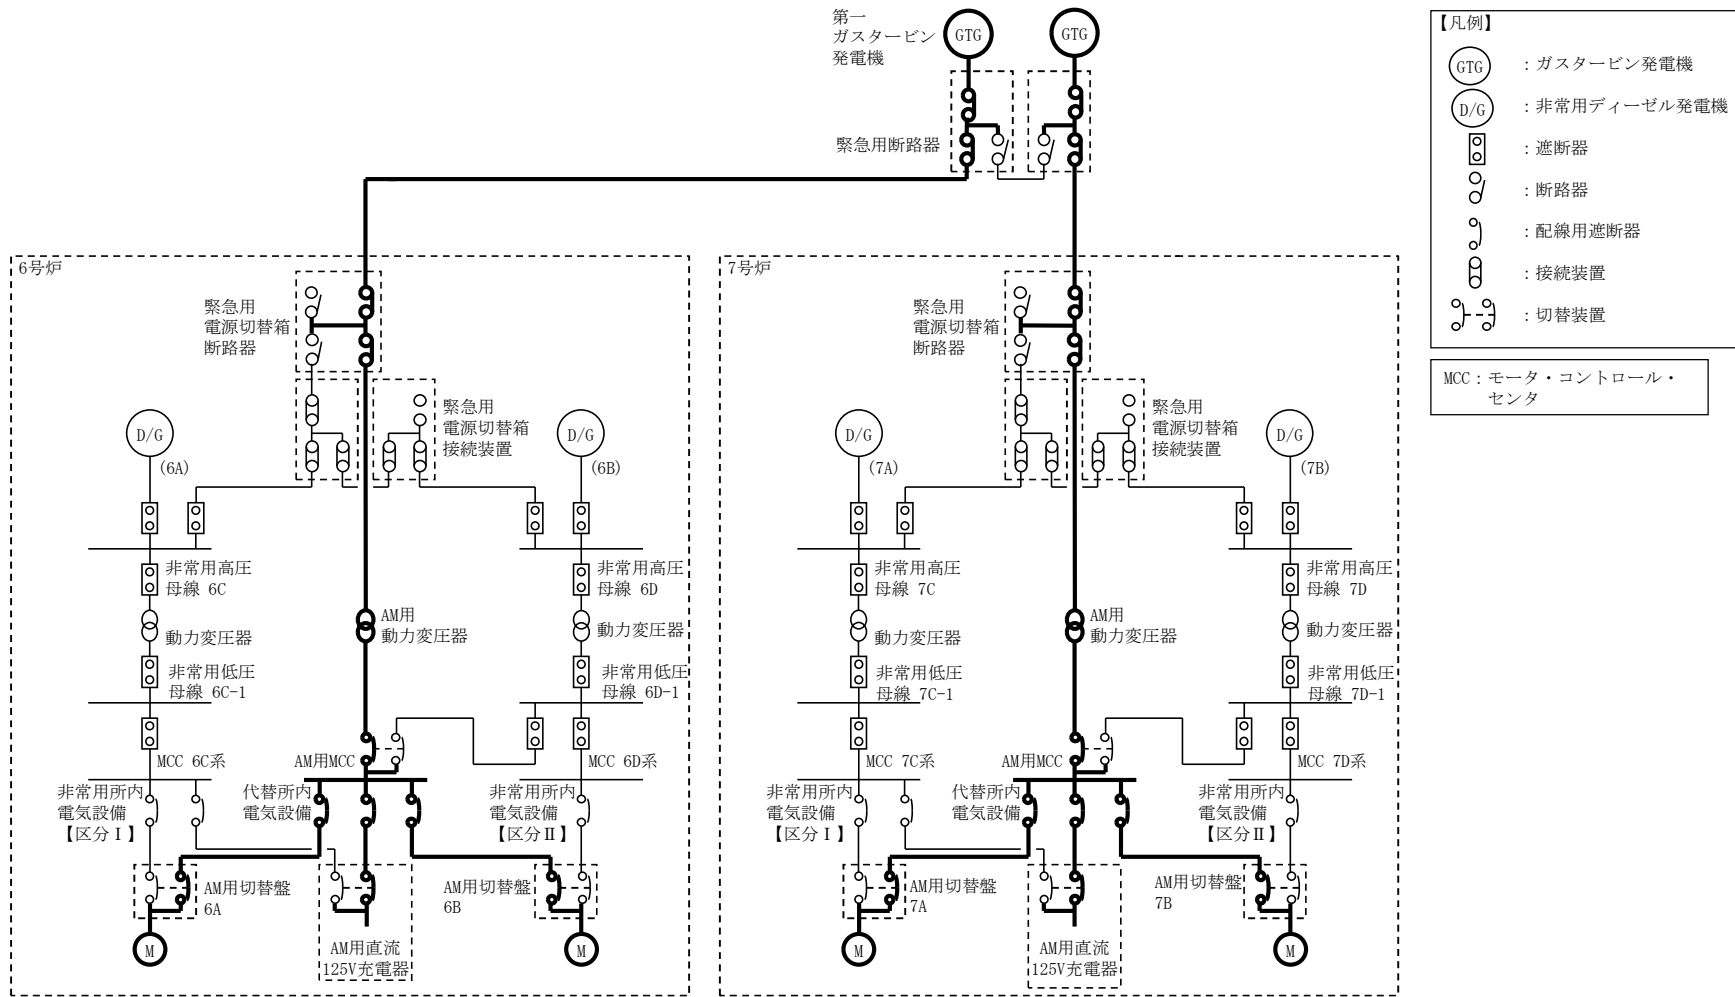 第一
ガスタービン
発電機
GTG
GTG
緊急用断路器
【凡例】
GTG
：ガスタービン発電機
D/G
：非常用ディーゼル発電機
：遮断器
：断路器
：配線用遮断器
：接続装置
：切替装置
MCC：モータ・コントロール・
センタ
6号炉
緊急用
電源切替箱
断路器
緊急用
電源切替箱
接続装置
D/G
(6A)
D/G
(6B)
非常用高圧
母線 6C
非常用高圧
母線 6D
AM用
動力変圧器
動力変圧器
動力変圧器
非常用低圧
母線 6C-1
非常用低圧
母線 6D-1
MCC 6C系
AM用MCC
MCC 6D系
非常用所内
電気設備
【区分Ⅰ】
代替所内
電気設備
非常用所内
電気設備
【区分Ⅱ】
AM用切替盤
6A
AM用切替盤
6B
M
AM用直流
125V充電器
M
7号炉
緊急用
電源切替箱
断路器
緊急用
電源切替箱
接続装置
D/G
(7A)
D/G
(7B)
非常用高圧
母線 7C
非常用高圧
母線 7D
AM用
動力変圧器
動力変圧器
動力変圧器
非常用低圧
母線 7C-1
非常用低圧
母線 7D-1
MCC 7C系
AM用MCC
MCC 7D系
非常用所内
電気設備
【区分Ⅰ】
代替所内
電気設備
非常用所内
電気設備
【区分Ⅱ】
AM用切替盤
7A
AM用切替盤
7B
M
AM用直流
125V充電器
M